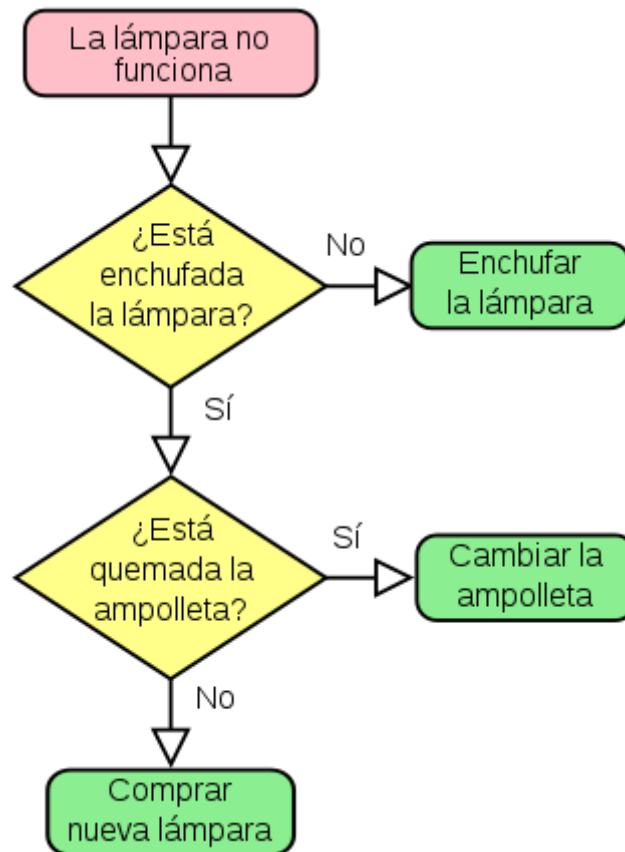 La lámpara no
funciona
¿Está
enchufada
la lámpara?
No
Enchufar
la lámpara
Sí
¿Está
quemada la
ampolleta?
Sí
Cambiar la
ampolleta
No
Comprar
nueva lámpara